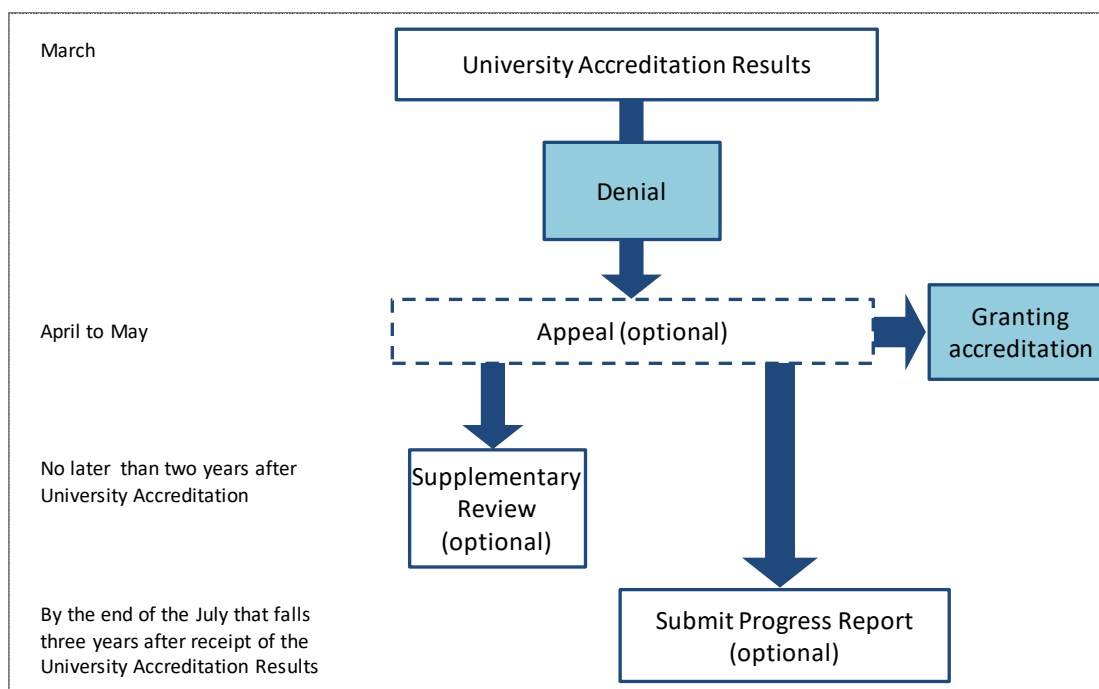 March
University Accreditation Results
Denial
April to May
Appeal (optional)
Granting
accreditation
No later than two years after
University Accreditation
Supplementary
Review
(optional)
By the end of the July that falls
three years after receipt of the
University Accreditation Results
Submit Progress Report
(optional)